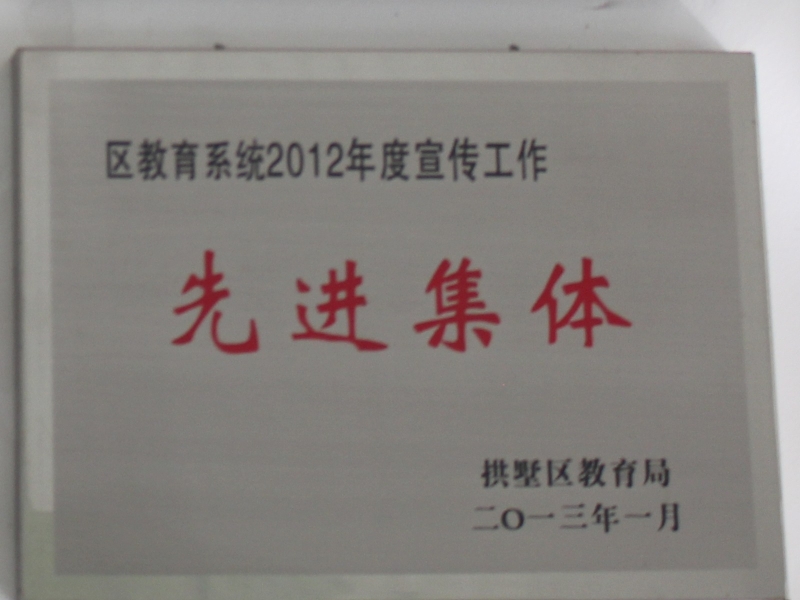 区教育系统2012年度宣传工作
先进集体
拱墅区教育局
二〇一三年一月